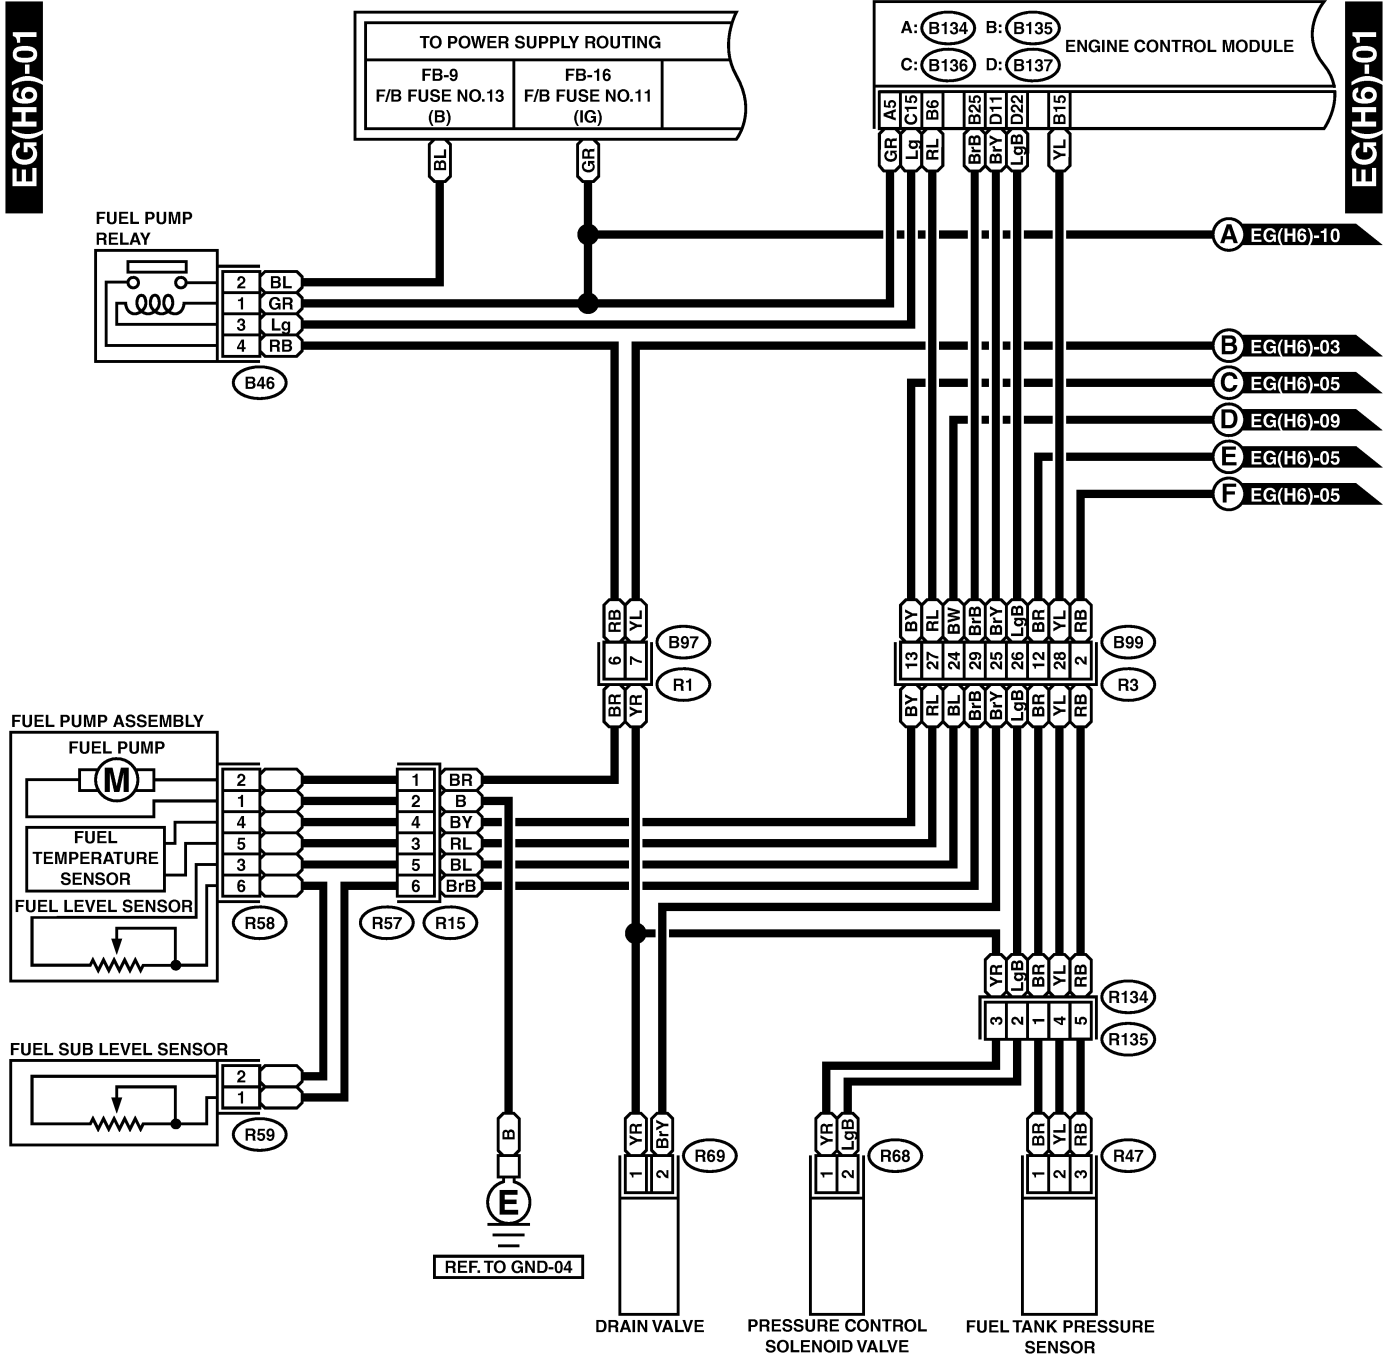 EG(H6)-01
EG(H6)-01
TO POWER SUPPLY ROUTING
FB-9
F/B FUSE NO.13
(B)
FB-16
F/B FUSE NO.11
(IG)
A: B134 B: B135
C: B136 D: B137
ENGINE CONTROL MODULE
A5 C15 B6 B25 D11 D22 B15
GR Lg RL BrB BrY LgB YL
BL
GR
A EG(H6)-10
FUEL PUMP
RELAY
2 BL
1 GR
3 Lg
4 RB
B46
B EG(H6)-03
C EG(H6)-05
D EG(H6)-09
E EG(H6)-05
F EG(H6)-05
RB YL
6 7
BR YR
B97
R1
BY RL BW BrB BrY LgB BR YL RB
13 27 24 29 25 26 12 28 2
BY RL BL BrB BrY LgB BR YL RB
B99
R3
FUEL PUMP ASSEMBLY
FUEL PUMP
M
FUEL
TEMPERATURE
SENSOR
FUEL LEVEL SENSOR
2
1
4
5
3
6
R58
1 BR
2 B
4 BY
3 RL
5 BL
6 BrB
R57
R15
YR LgB BR YL RB
3 2 1 4 5
R134
R135
FUEL SUB LEVEL SENSOR
2
1
R59
B
E
REF. TO GND-04
YR BrY
1 2
R69
DRAIN VALVE
YR LgB
1 2
R68
PRESSURE CONTROL
SOLENOID VALVE
BR YL RB
1 2 3
R47
FUEL TANK PRESSURE
SENSOR